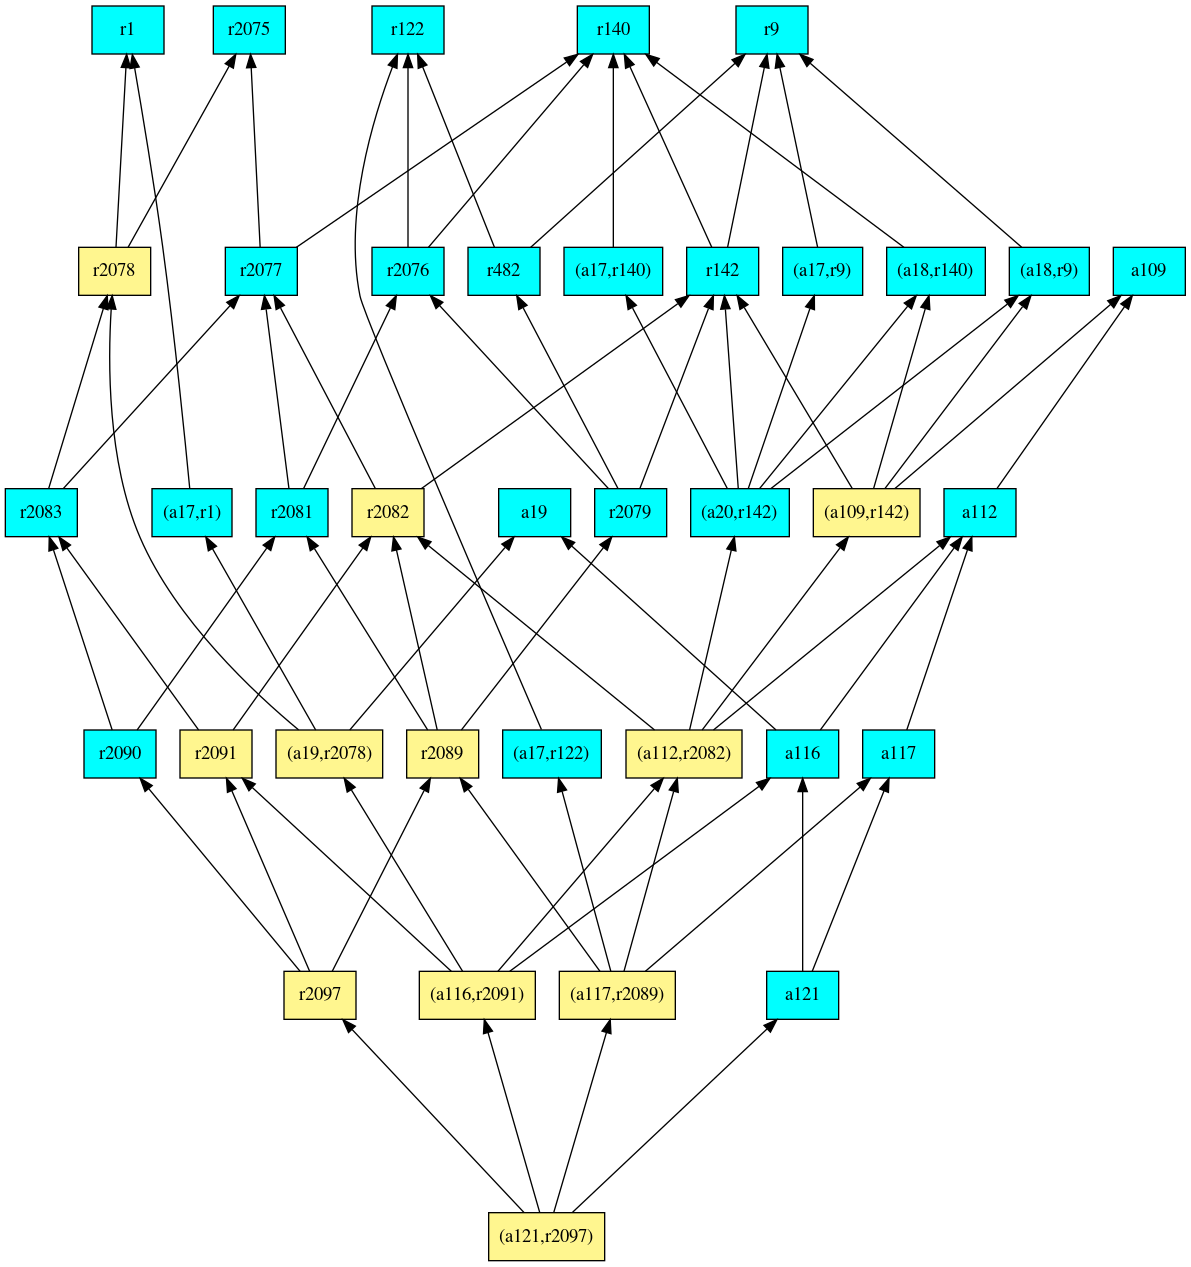 r1
r2075
r122
r140
r9
r2078
r2077
r2076
r482
(a17,r140)
r142
(a17,r9)
(a18,r140)
(a18,r9)
a109
r2083
(a17,r1)
r2081
r2082
a19
r2079
(a20,r142)
(a109,r142)
a112
r2090
r2091
(a19,r2078)
r2089
(a17,r122)
(a112,r2082)
a116
a117
r2097
(a116,r2091)
(a117,r2089)
a121
(a121,r2097)